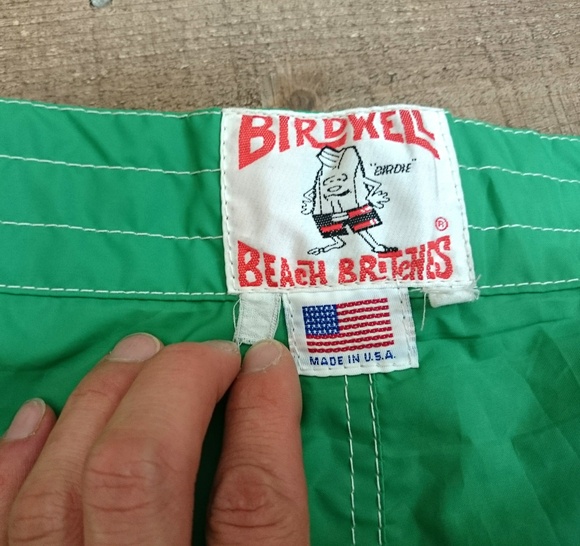 BIRDWELL
"BIRDIE"
®
BEACH BRITCHES
MADE IN U.S.A.